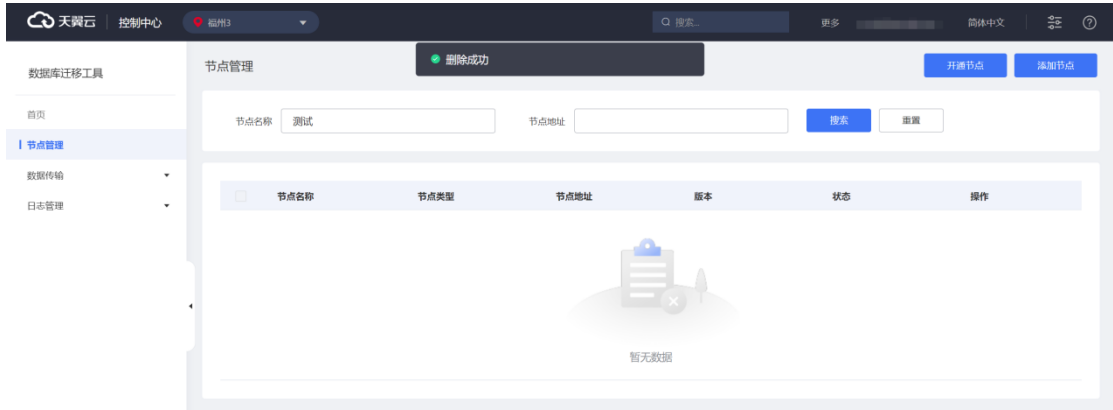 天翼云 控制中心 福州3 搜索... 更多 简体中文
数据库迁移工具
首页
节点管理
数据传输
日志管理
节点管理
删除成功
开通节点 添加节点
节点名称 测试 节点地址 搜索 重置
节点名称 节点类型 节点地址 版本 状态 操作
暂无数据